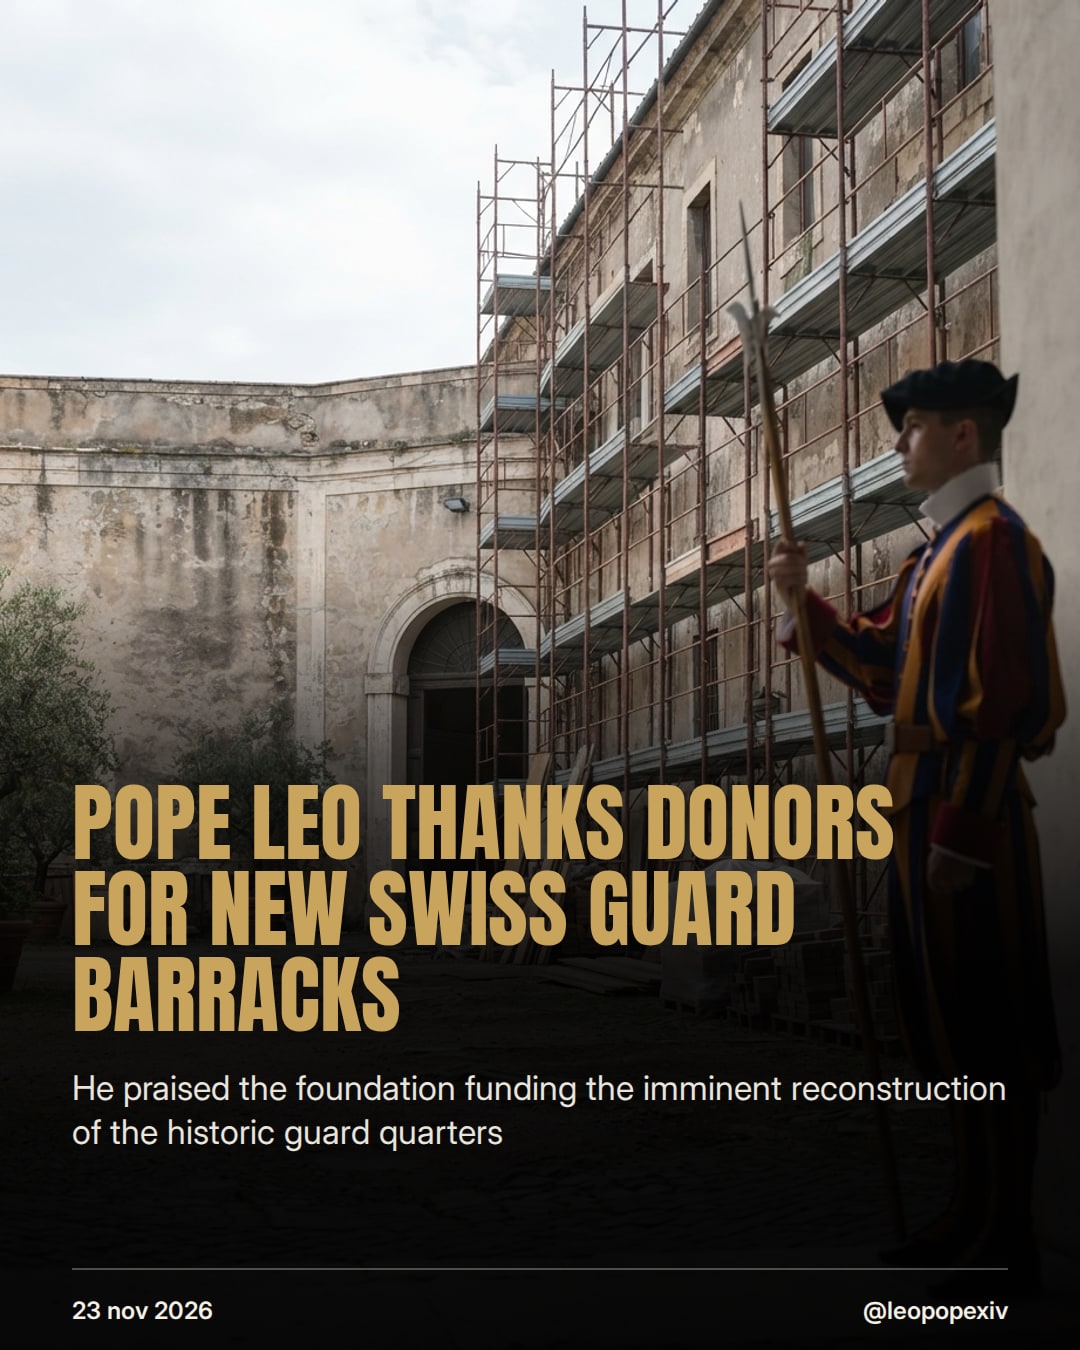 POPE LEO THANKS DONORS
FOR NEW SWISS GUARD
BARRACKS
He praised the foundation funding the imminent reconstruction
of the historic guard quarters
23 nov 2026
@leopopexiv